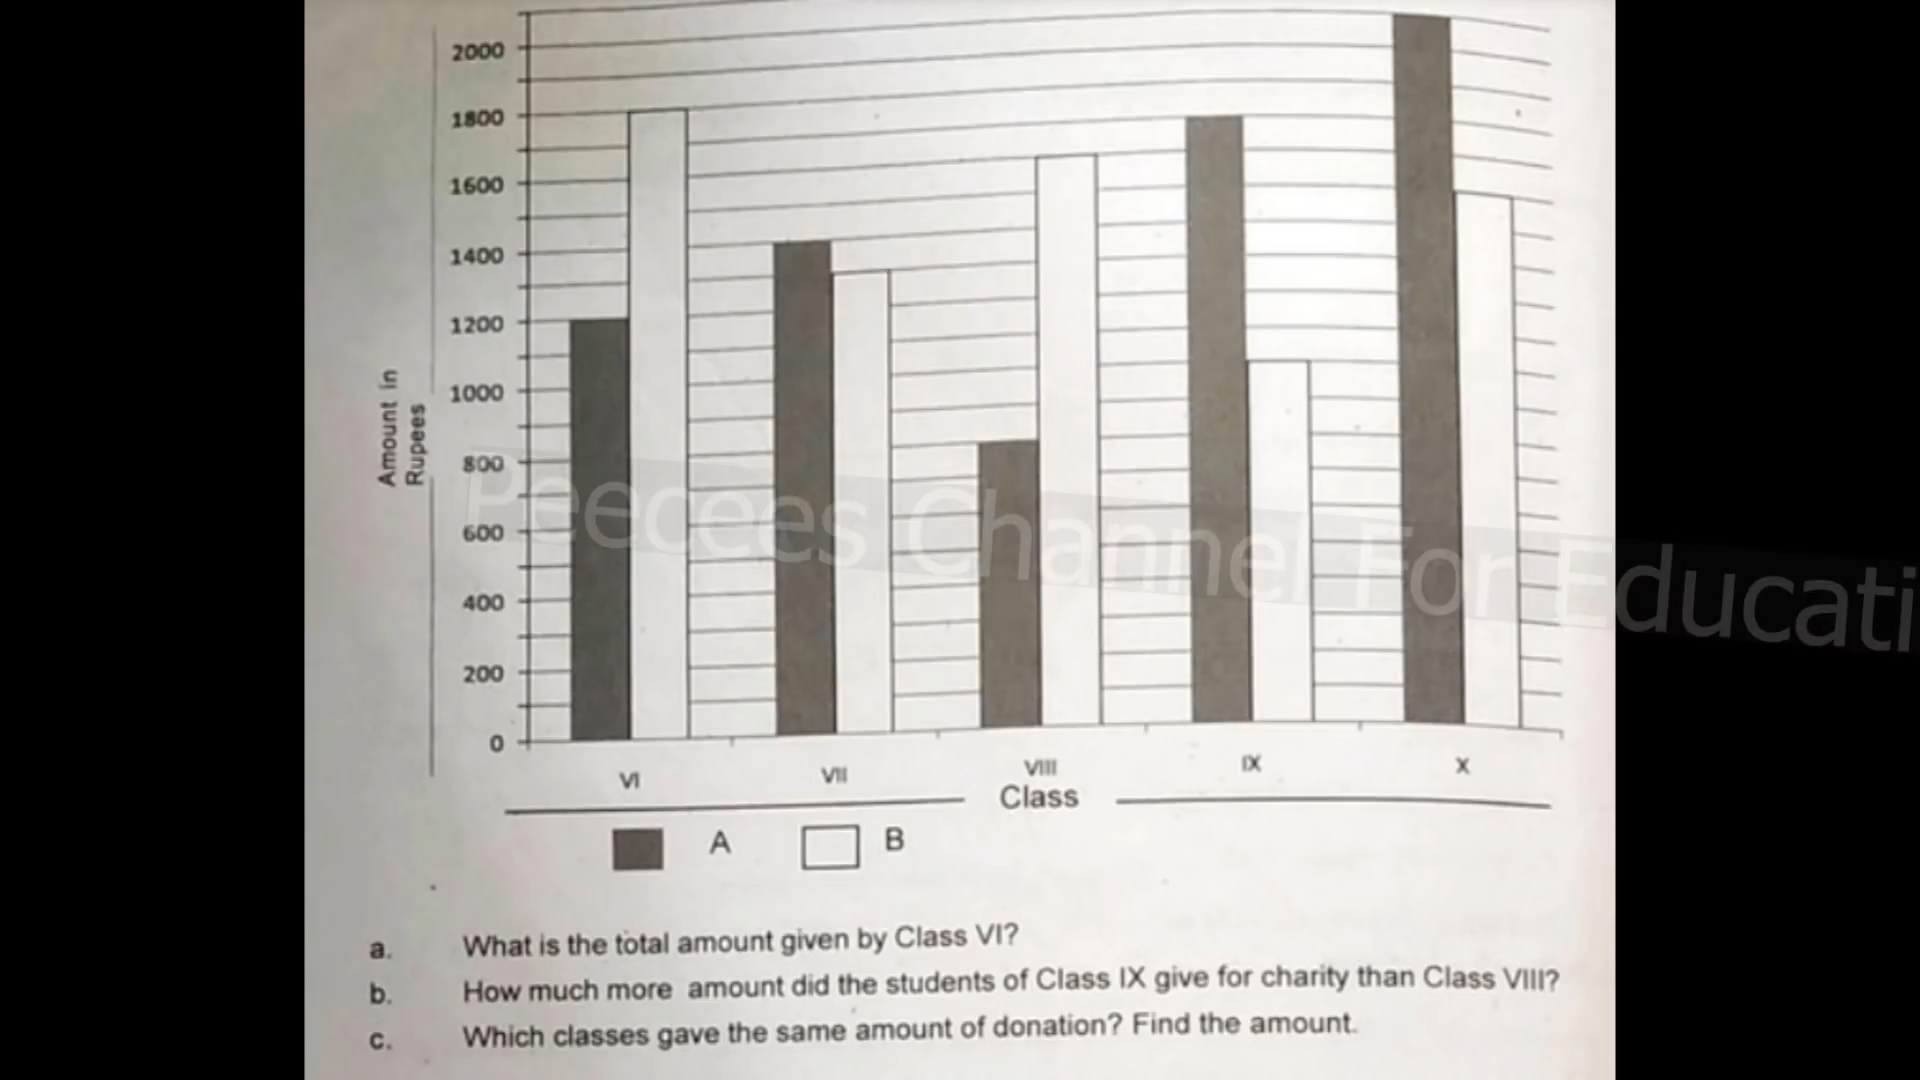 2000
1800
1600
1400
1200
1000
800
600
400
200
0
Amount in
Rupees
VI
VII
VIII
IX
X
Class
A
B
Peecees Channel For Educati
a. What is the total amount given by Class VI?
b. How much more amount did the students of Class IX give for charity than Class VIII?
c. Which classes gave the same amount of donation? Find the amount.